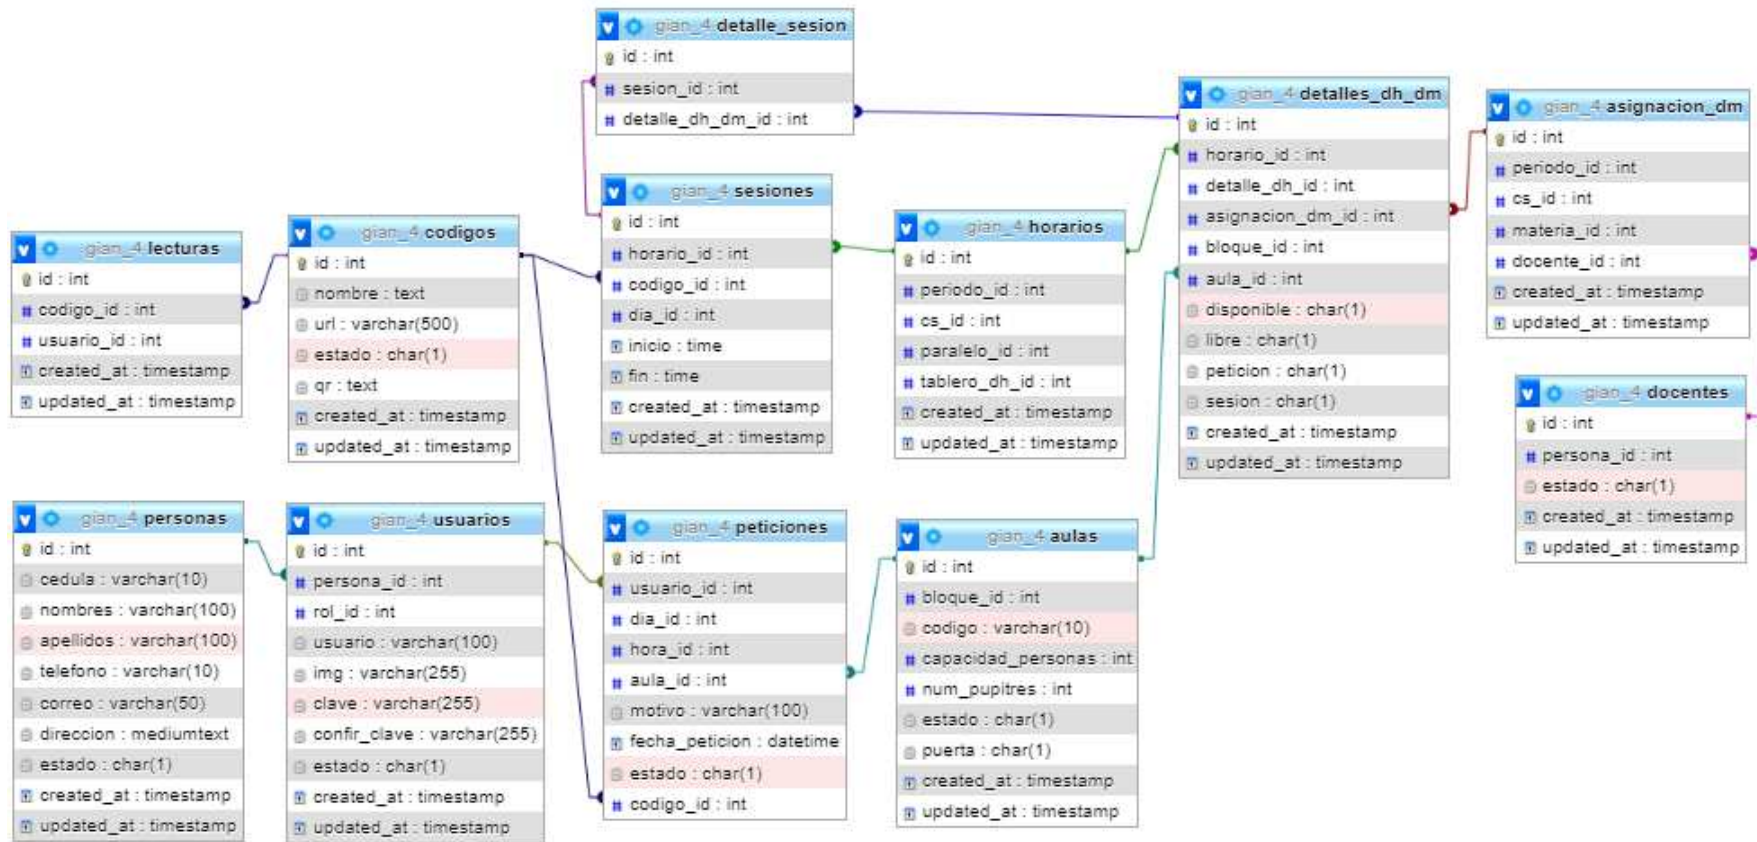 gian_4 detalle_sesion
id : int
sesion_id : int
detalle_dh_dm_id : int
gian_4 detalles_dh_dm
id : int
horario_id : int
detalle_dh_id : int
asignacion_dm_id : int
bloque_id : int
aula_id : int
disponible : char(1)
libre : char(1)
peticion : char(1)
sesion : char(1)
created_at : timestamp
updated_at : timestamp
gian_4 asignacion_dm
id : int
periodo_id : int
cs_id : int
materia_id : int
docente_id : int
created_at : timestamp
updated_at : timestamp
gian_4 sesiones
id : int
horario_id : int
codigo_id : int
dia_id : int
inicio : time
fin : time
created_at : timestamp
updated_at : timestamp
gian_4 horarios
id : int
periodo_id : int
cs_id : int
paralelo_id : int
tablero_dh_id : int
created_at : timestamp
updated_at : timestamp
gian_4 codigos
id : int
nombre : text
url : varchar(500)
estado : char(1)
qr : text
created_at : timestamp
updated_at : timestamp
gian_4 lecturas
id : int
codigo_id : int
usuario_id : int
created_at : timestamp
updated_at : timestamp
gian_4 docentes
id : int
persona_id : int
estado : char(1)
created_at : timestamp
updated_at : timestamp
gian_4 personas
id : int
cedula : varchar(10)
nombres : varchar(100)
apellidos : varchar(100)
telefono : varchar(10)
correo : varchar(50)
direccion : mediumtext
estado : char(1)
created_at : timestamp
updated_at : timestamp
gian_4 usuarios
id : int
persona_id : int
rol_id : int
usuario : varchar(100)
img : varchar(255)
clave : varchar(255)
confir_clave : varchar(255)
estado : char(1)
created_at : timestamp
updated_at : timestamp
gian_4 peticiones
id : int
usuario_id : int
dia_id : int
hora_id : int
aula_id : int
motivo : varchar(100)
fecha_peticion : datetime
estado : char(1)
codigo_id : int
gian_4 aulas
id : int
bloque_id : int
codigo : varchar(10)
capacidad_personas : int
num_pupitres : int
estado : char(1)
puerta : char(1)
created_at : timestamp
updated_at : timestamp